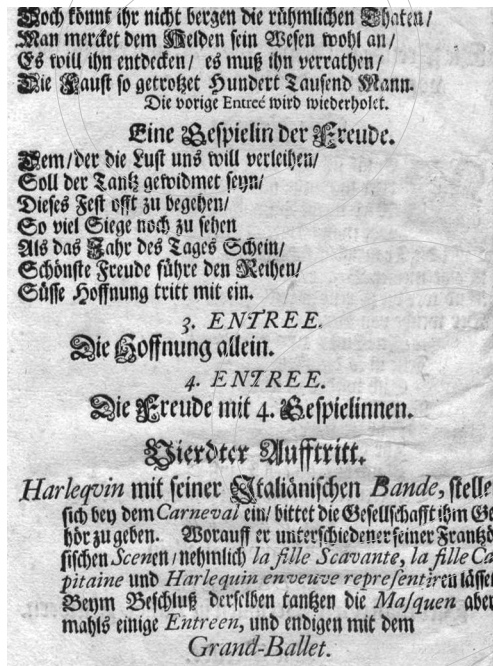 Doch könnt ihr nicht bergen die rühmlichen Thaten/
Man mercket dem Helden sein Wesen wohl an/
Es will ihn entdecken/ es muß ihn verrathen/
Die Faust so getrotzet Hundert Tausend Mann.
Die vorige Entreé wird wiederholet.
Eine Gespielin der Freude.
Dem/ der die Lust uns will verleihen/
Soll der Tantz gewidmet seyn/
Dieses Fest offt zu begehen/
So viel Siege noch zu sehen
Als das Jahr des Tages Schein/
Schönste Freude führe den Reihen/
Süsse Hoffnung tritt mit ein.
3. ENTREE.
Die Hoffnung allein.
4. ENTREE.
Die Freude mit 4. Gespielinnen.
Vierdter Aufftritt.
Harleqvin mit seiner Italiänischen Bande, stelle
sich bey dem Carneval ein/ bittet die Gesellschafft ihm Ge
hör zu geben. Worauff er unterschiedener seiner Frantzö
sischen Scenen/ nehmlich la fille Scavante, la fille Ca
pitaine und Harlequin en veuve representiren lässet
Beym Beschluß derselben tantzen die Masquen aber
mahls einige Entreen, und endigen mit dem
Grand-Ballet.